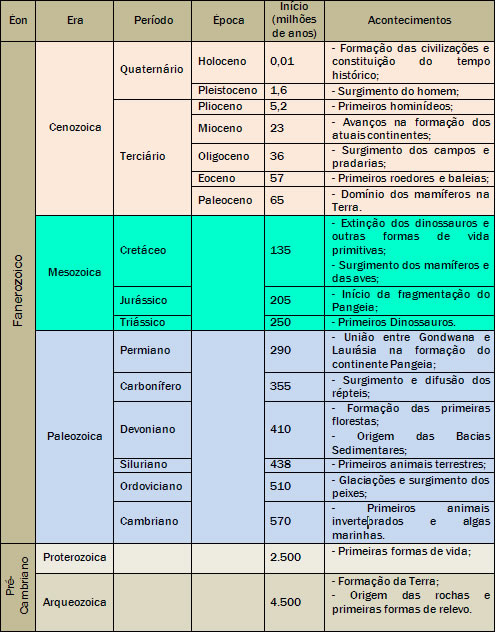 Éon Era Período Época Início (milhões de anos) Acontecimentos
Fanerozoico
Cenozoica
Quaternário
Holoceno
0,01
- Formação das civilizações e
constituição do tempo
histórico;
Pleistoceno
1,6
- Surgimento do homem;
Terciário
Plioceno
5,2
- Primeiros hominídeos;
Mioceno
23
- Avanços na formação dos
atuais continentes;
Oligoceno
36
- Surgimento dos campos e
pradarias;
Eoceno
57
- Primeiros roedores e baleias;
Paleoceno
65
- Domínio dos mamíferos na
Terra.
Mesozoica
Cretáceo
135
- Extinção dos dinossauros e
outras formas de vida
primitivas;
- Surgimento dos mamíferos e
das aves;
Jurássico
205
- Início da fragmentação do
Pangeia;
Triássico
250
- Primeiros Dinossauros.
Paleozoica
Permiano
290
- União entre Gondwana e
Laurásia na formação do
continente Pangeia;
Carbonífero
355
- Surgimento e difusão dos
répteis;
Devoniano
410
- Formação das primeiras
florestas;
- Origem das Bacias
Sedimentares;
Siluriano
438
- Primeiros animais terrestres;
Ordoviciano
510
- Glaciações e surgimento dos
peixes;
Cambriano
570
- Primeiros animais
invertebrados e algas
marinhas.
Pré-
Cambriano
Proterozoica
2.500
- Primeiras formas de vida;
Arqueozoica
4.500
- Formação da Terra;
- Origem das rochas e
primeiras formas de relevo.